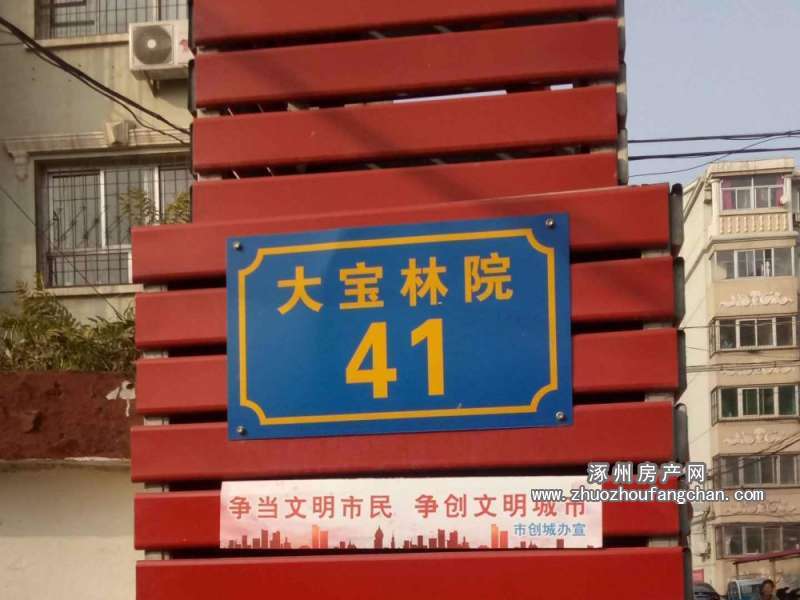 大宝林院
41
争当文明市民 争创文明城市
市创城办宣
涿州房产网
www.zhuozhoufangchan.com